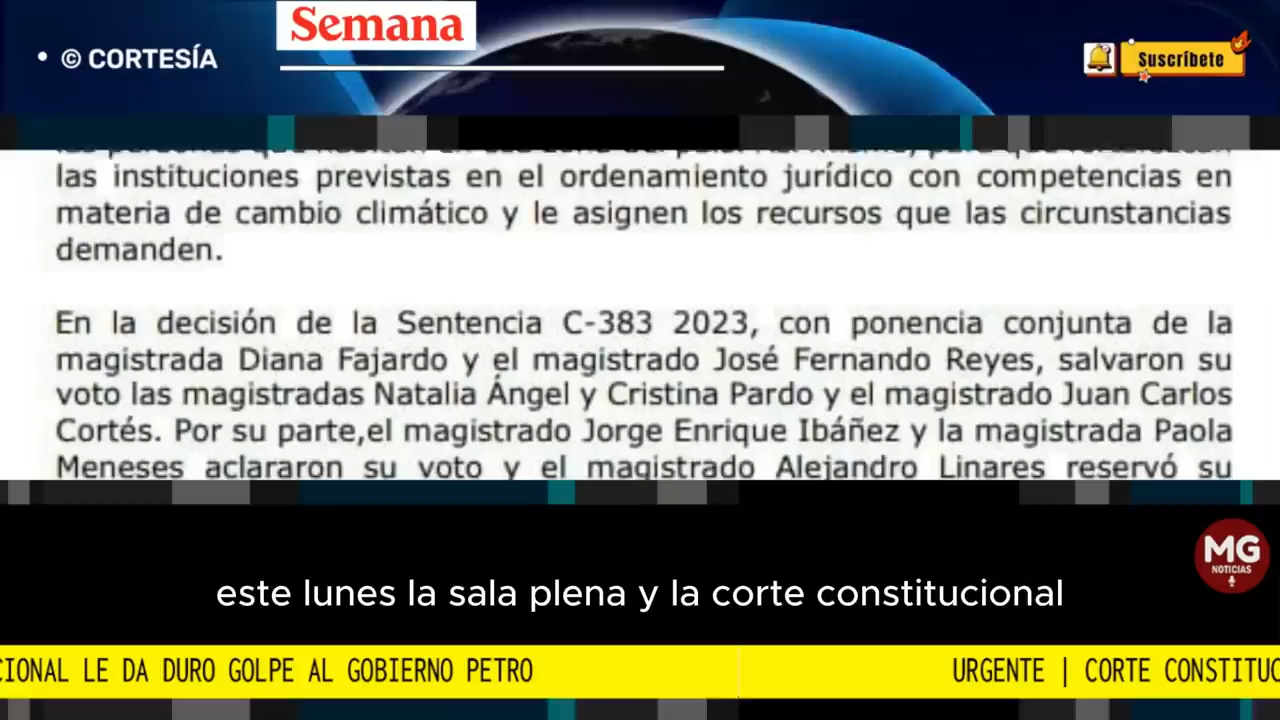 Semana
• © CORTESÍA
Suscríbete
las instituciones previstas en el ordenamiento jurídico con competencias en
materia de cambio climático y le asignen los recursos que las circunstancias
demanden.
En la decisión de la Sentencia C-383 2023, con ponencia conjunta de la
magistrada Diana Fajardo y el magistrado José Fernando Reyes, salvaron su
voto las magistradas Natalia Ángel y Cristina Pardo y el magistrado Juan Carlos
Cortés. Por su parte,el magistrado Jorge Enrique Ibáñez y la magistrada Paola
Meneses aclararon su voto y el magistrado Alejandro Linares reservó su
MG
NOTICIAS
este lunes la sala plena y la corte constitucional
CIONAL LE DA DURO GOLPE AL GOBIERNO PETRO URGENTE | CORTE CONSTITUC